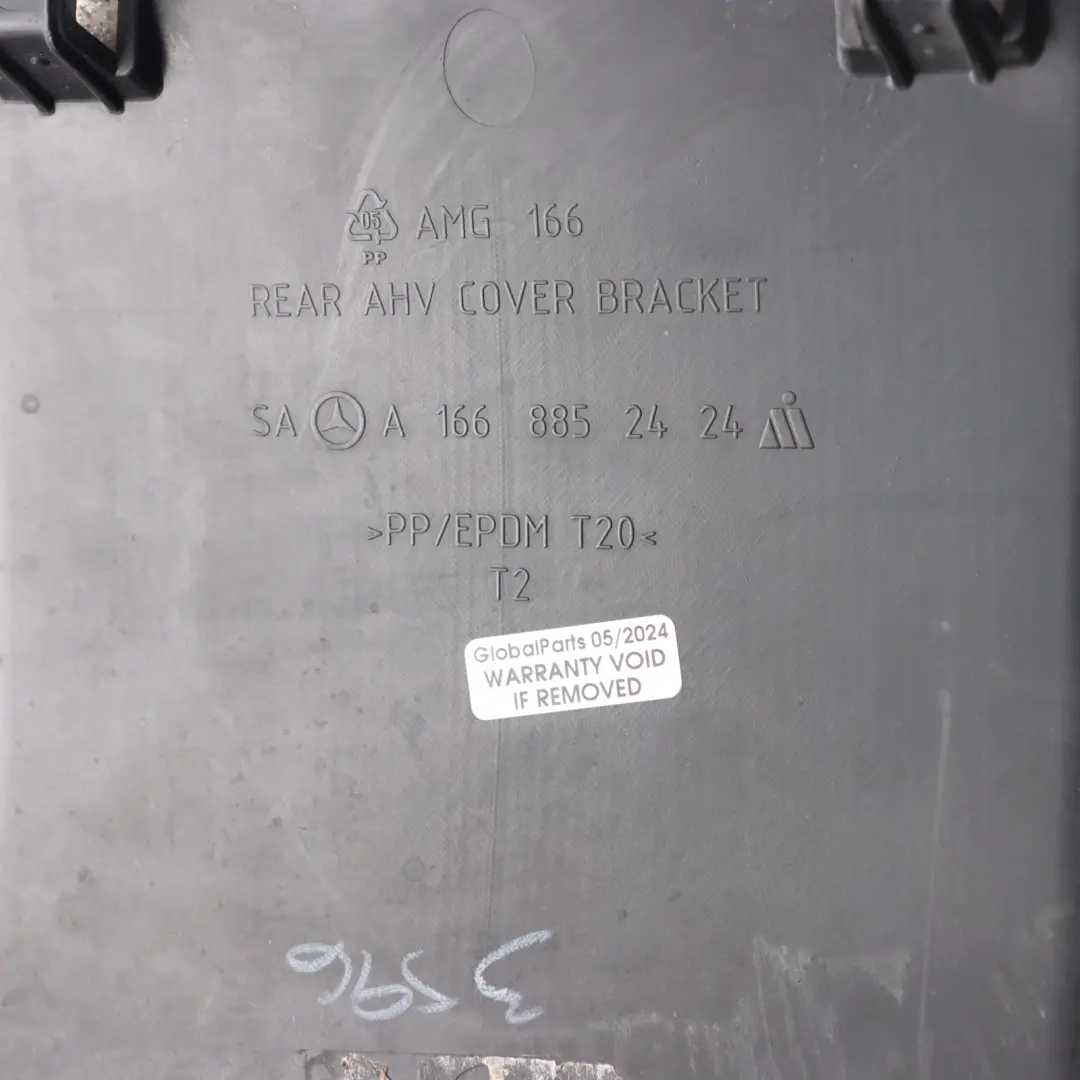 05 AMG 166
PP
REAR AHV COVER BRACKET
SA A 166 885 24 24
>PP/EPDM T20<
T2
GlobalParts 05/2024
WARRANTY VOID
IF REMOVED